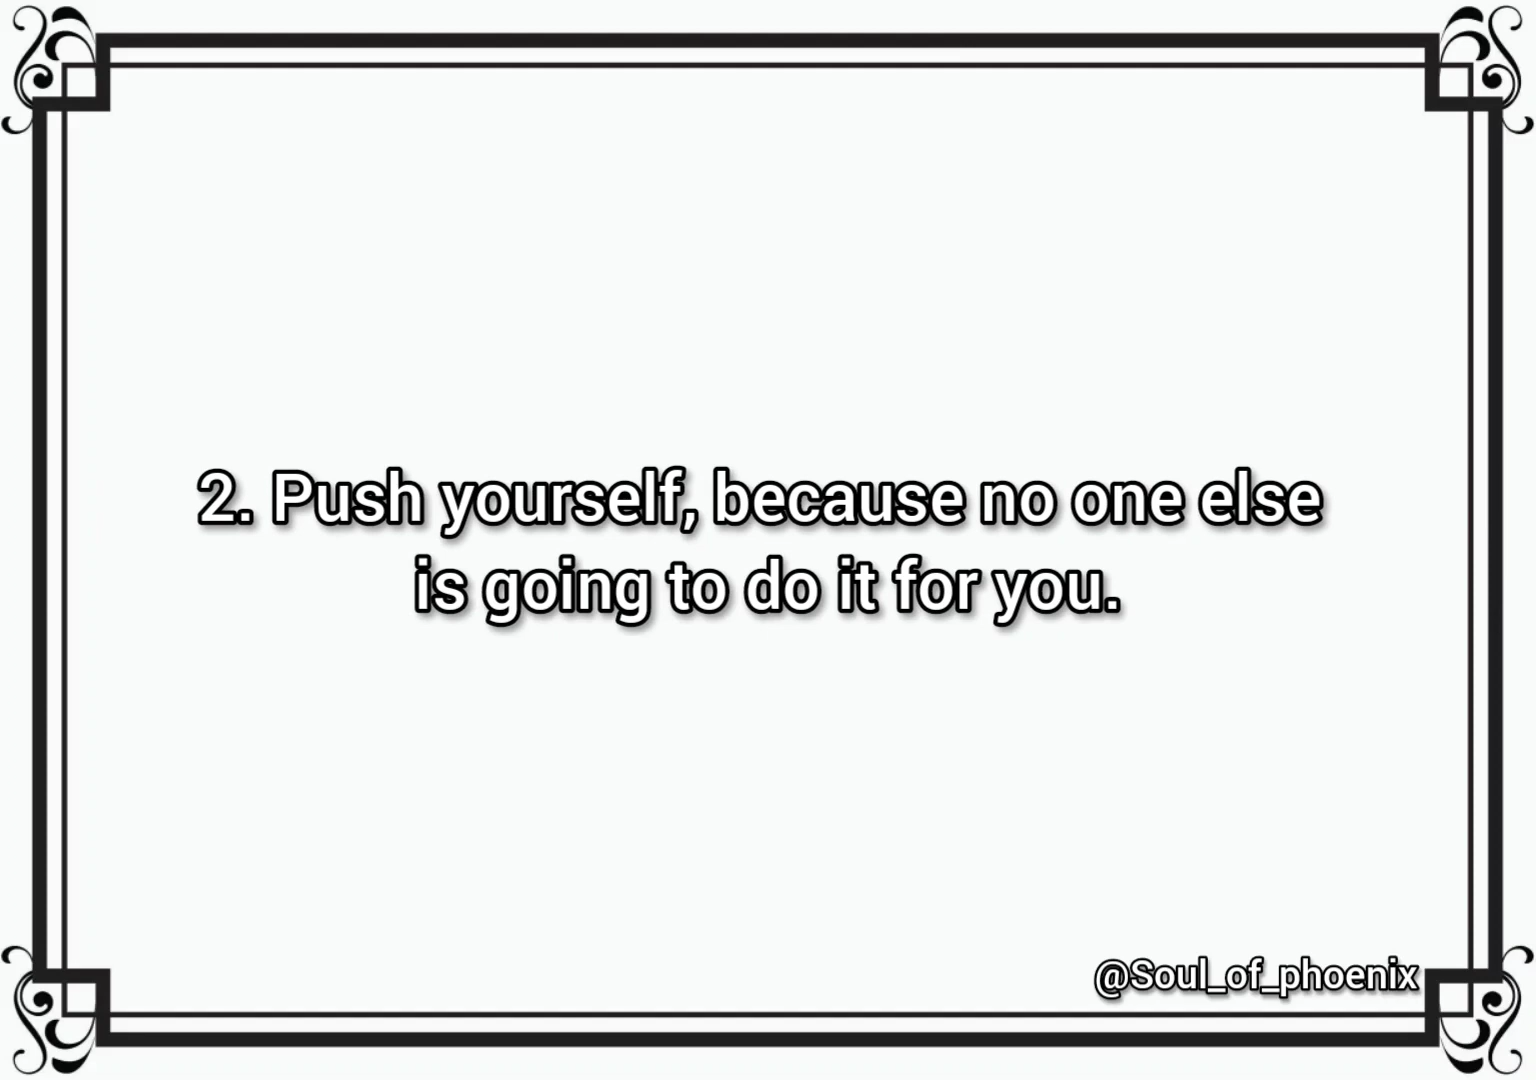 2. Push yourself, because no one else
is going to do it for you.
@Soul_of_phoenix